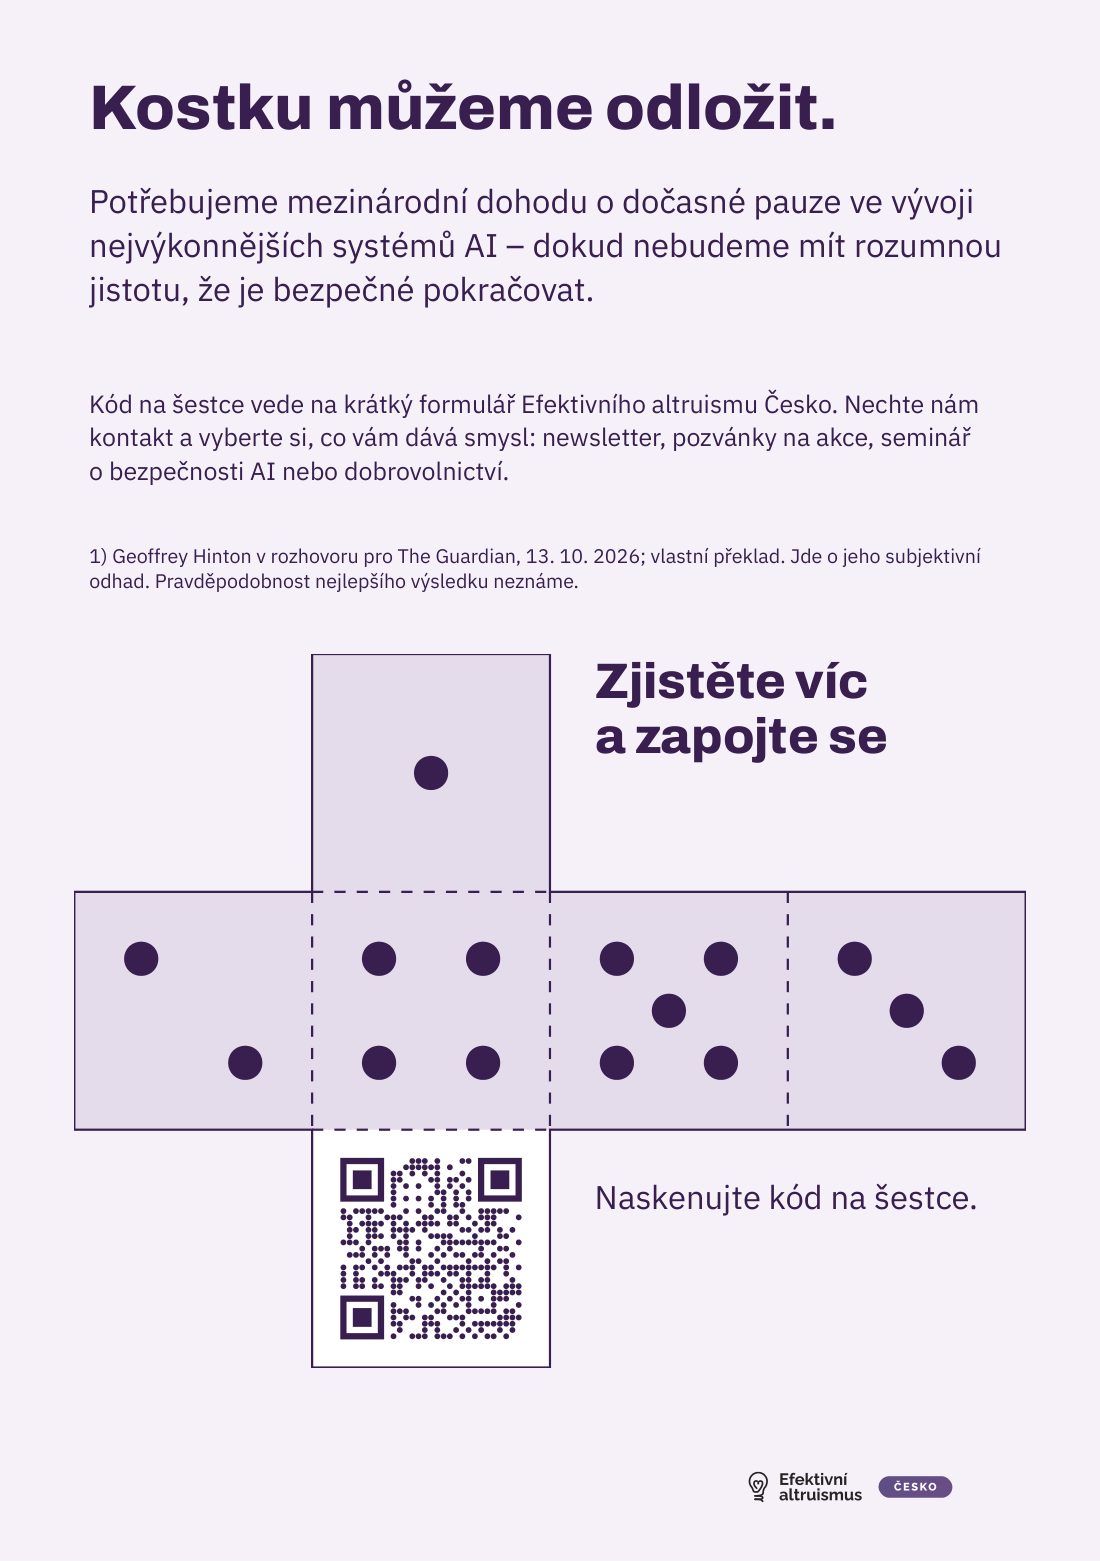 Kostku můžeme odložit.
Potřebujeme mezinárodní dohodu o dočasné pauze ve vývoji
nejvýkonnějších systémů AI – dokud nebudeme mít rozumnou
jistotu, že je bezpečné pokračovat.
Kód na šestce vede na krátký formulář Efektivního altruismu Česko. Nechte nám
kontakt a vyberte si, co vám dává smysl: newsletter, pozvánky na akce, seminář
o bezpečnosti AI nebo dobrovolnictví.
1) Geoffrey Hinton v rozhovoru pro The Guardian, 13. 10. 2026; vlastní překlad. Jde o jeho subjektivní
odhad. Pravděpodobnost nejlepšího výsledku neznáme.
Zjistěte víc
a zapojte se
Naskenujte kód na šestce.
Efektivní
altruismus
ČESKO